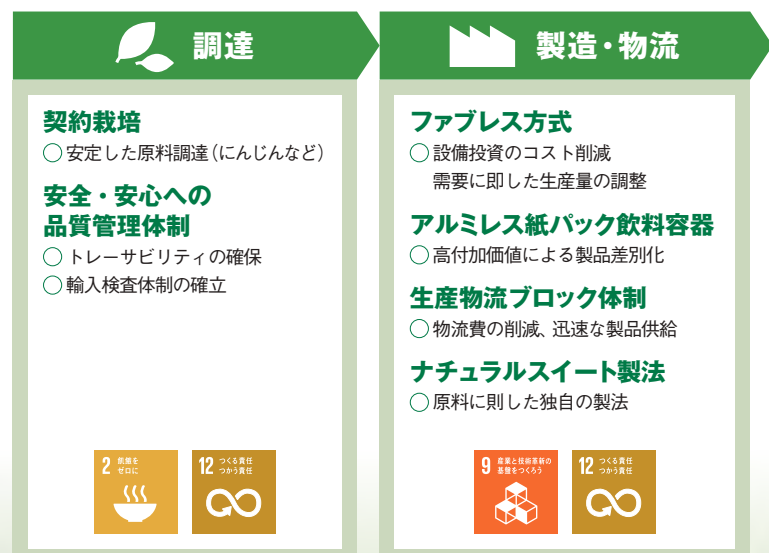 調達
契約栽培
○安定した原料調達(にんじんなど)
安全・安心への
品質管理体制
○トレーサビリティの確保
○輸入検査体制の確立
2 飢餓を
ゼロに
12 つくる責任
つかう責任
製造・物流
ファブレス方式
○設備投資のコスト削減
需要に即した生産量の調整
アルミレス紙パック飲料容器
○高付加価値による製品差別化
生産物流ブロック体制
○物流費の削減、迅速な製品供給
ナチュラルスイート製法
○原料に則した独自の製法
9 産業と技術革新の
基盤をつくろう
12 つくる責任
つかう責任